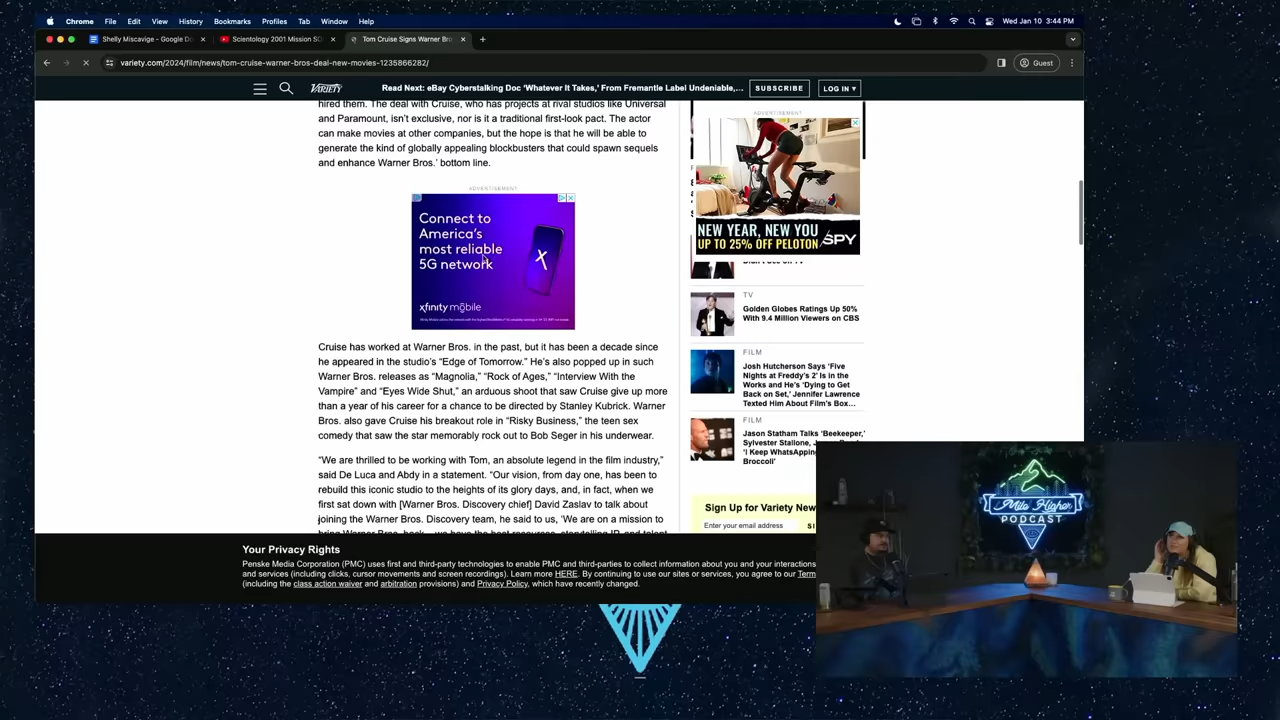 Chrome File Edit View History Bookmarks Profiles Tab Window Help
Wed Jan 10 3:44 PM
Shelly Miscavige – Google Do
Scientology 2001 Mission
Tom Cruise Signs Warner Bro
variety.com/2024/film/news/tom-cruise-warner-bros-deal-new-movies-1235866282/
Guest
VARIETY
Read Next: eBay Cyberstalking Doc ‘Whatever It Takes,’ From Fremantle Label Undeniable,...
SUBSCRIBE
LOG IN
hired them. The deal with Cruise, who has projects at rival studios like Universal
and Paramount, isn’t exclusive, nor is it a traditional first-look pact. The actor
can make movies at other companies, but the hope is that he will be able to
generate the kind of globally appealing blockbusters that could spawn sequels
and enhance Warner Bros.’ bottom line.
ADVERTISEMENT
Connect to
America’s
most reliable
5G network
xfinity mobile
Cruise has worked at Warner Bros. in the past, but it has been a decade since
he appeared in the studio’s “Edge of Tomorrow.” He’s also popped up in such
Warner Bros. releases as “Magnolia,” “Rock of Ages,” “Interview With the
Vampire” and “Eyes Wide Shut,” an arduous shoot that saw Cruise give up more
than a year of his career for a chance to be directed by Stanley Kubrick. Warner
Bros. also gave Cruise his breakout role in “Risky Business,” the teen sex
comedy that saw the star memorably rock out to Bob Seger in his underwear.
“We are thrilled to be working with Tom, an absolute legend in the film industry,”
said De Luca and Abdy in a statement. “Our vision, from day one, has been to
rebuild this iconic studio to the heights of its glory days, and, in fact, when we
first sat down with [Warner Bros. Discovery chief] David Zaslav to talk about
joining the Warner Bros. Discovery team, he said to us, ‘We are on a mission to
ADVERTISEMENT
NEW YEAR, NEW YOU
UP TO 25% OFF PELOTON
SPY
TV
Golden Globes Ratings Up 50%
With 9.4 Million Viewers on CBS
FILM
Josh Hutcherson Says ‘Five
Nights at Freddy’s 2’ Is in the
Works and He’s ‘Dying to Get
Back on Set,’ Jennifer Lawrence
Texted Him About Film’s Box...
FILM
Jason Statham Talks ‘Beekeeper,’
Sylvester Stallone,
‘I Keep WhatsApping
Broccoli’
Sign Up for Variety New
Enter your email address
SI
Your Privacy Rights
Penske Media Corporation (PMC) uses first and third-party technologies to enable PMC and third-parties to collect information about you and your interactions
and services (including clicks, cursor movements and screen recordings). Learn more HERE. By continuing to use our sites or services, you agree to our Term
(including the class action waiver and arbitration provisions) and Privacy Policy, which have recently changed.
Mile Higher
PODCAST